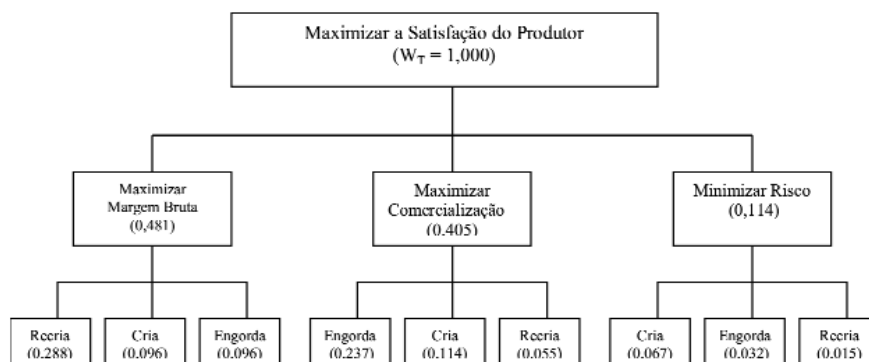 Maximizar a Satisfação do Produtor
(W_T = 1,000)
Maximizar
Margem Bruta
(0,481)
Maximizar
Comercialização
(0.405)
Minimizar Risco
(0,114)
Recria
(0.288)
Cria
(0.096)
Engorda
(0.096)
Engorda
(0.237)
Cria
(0.114)
Recria
(0.055)
Cria
(0.067)
Engorda
(0.032)
Recria
(0.015)